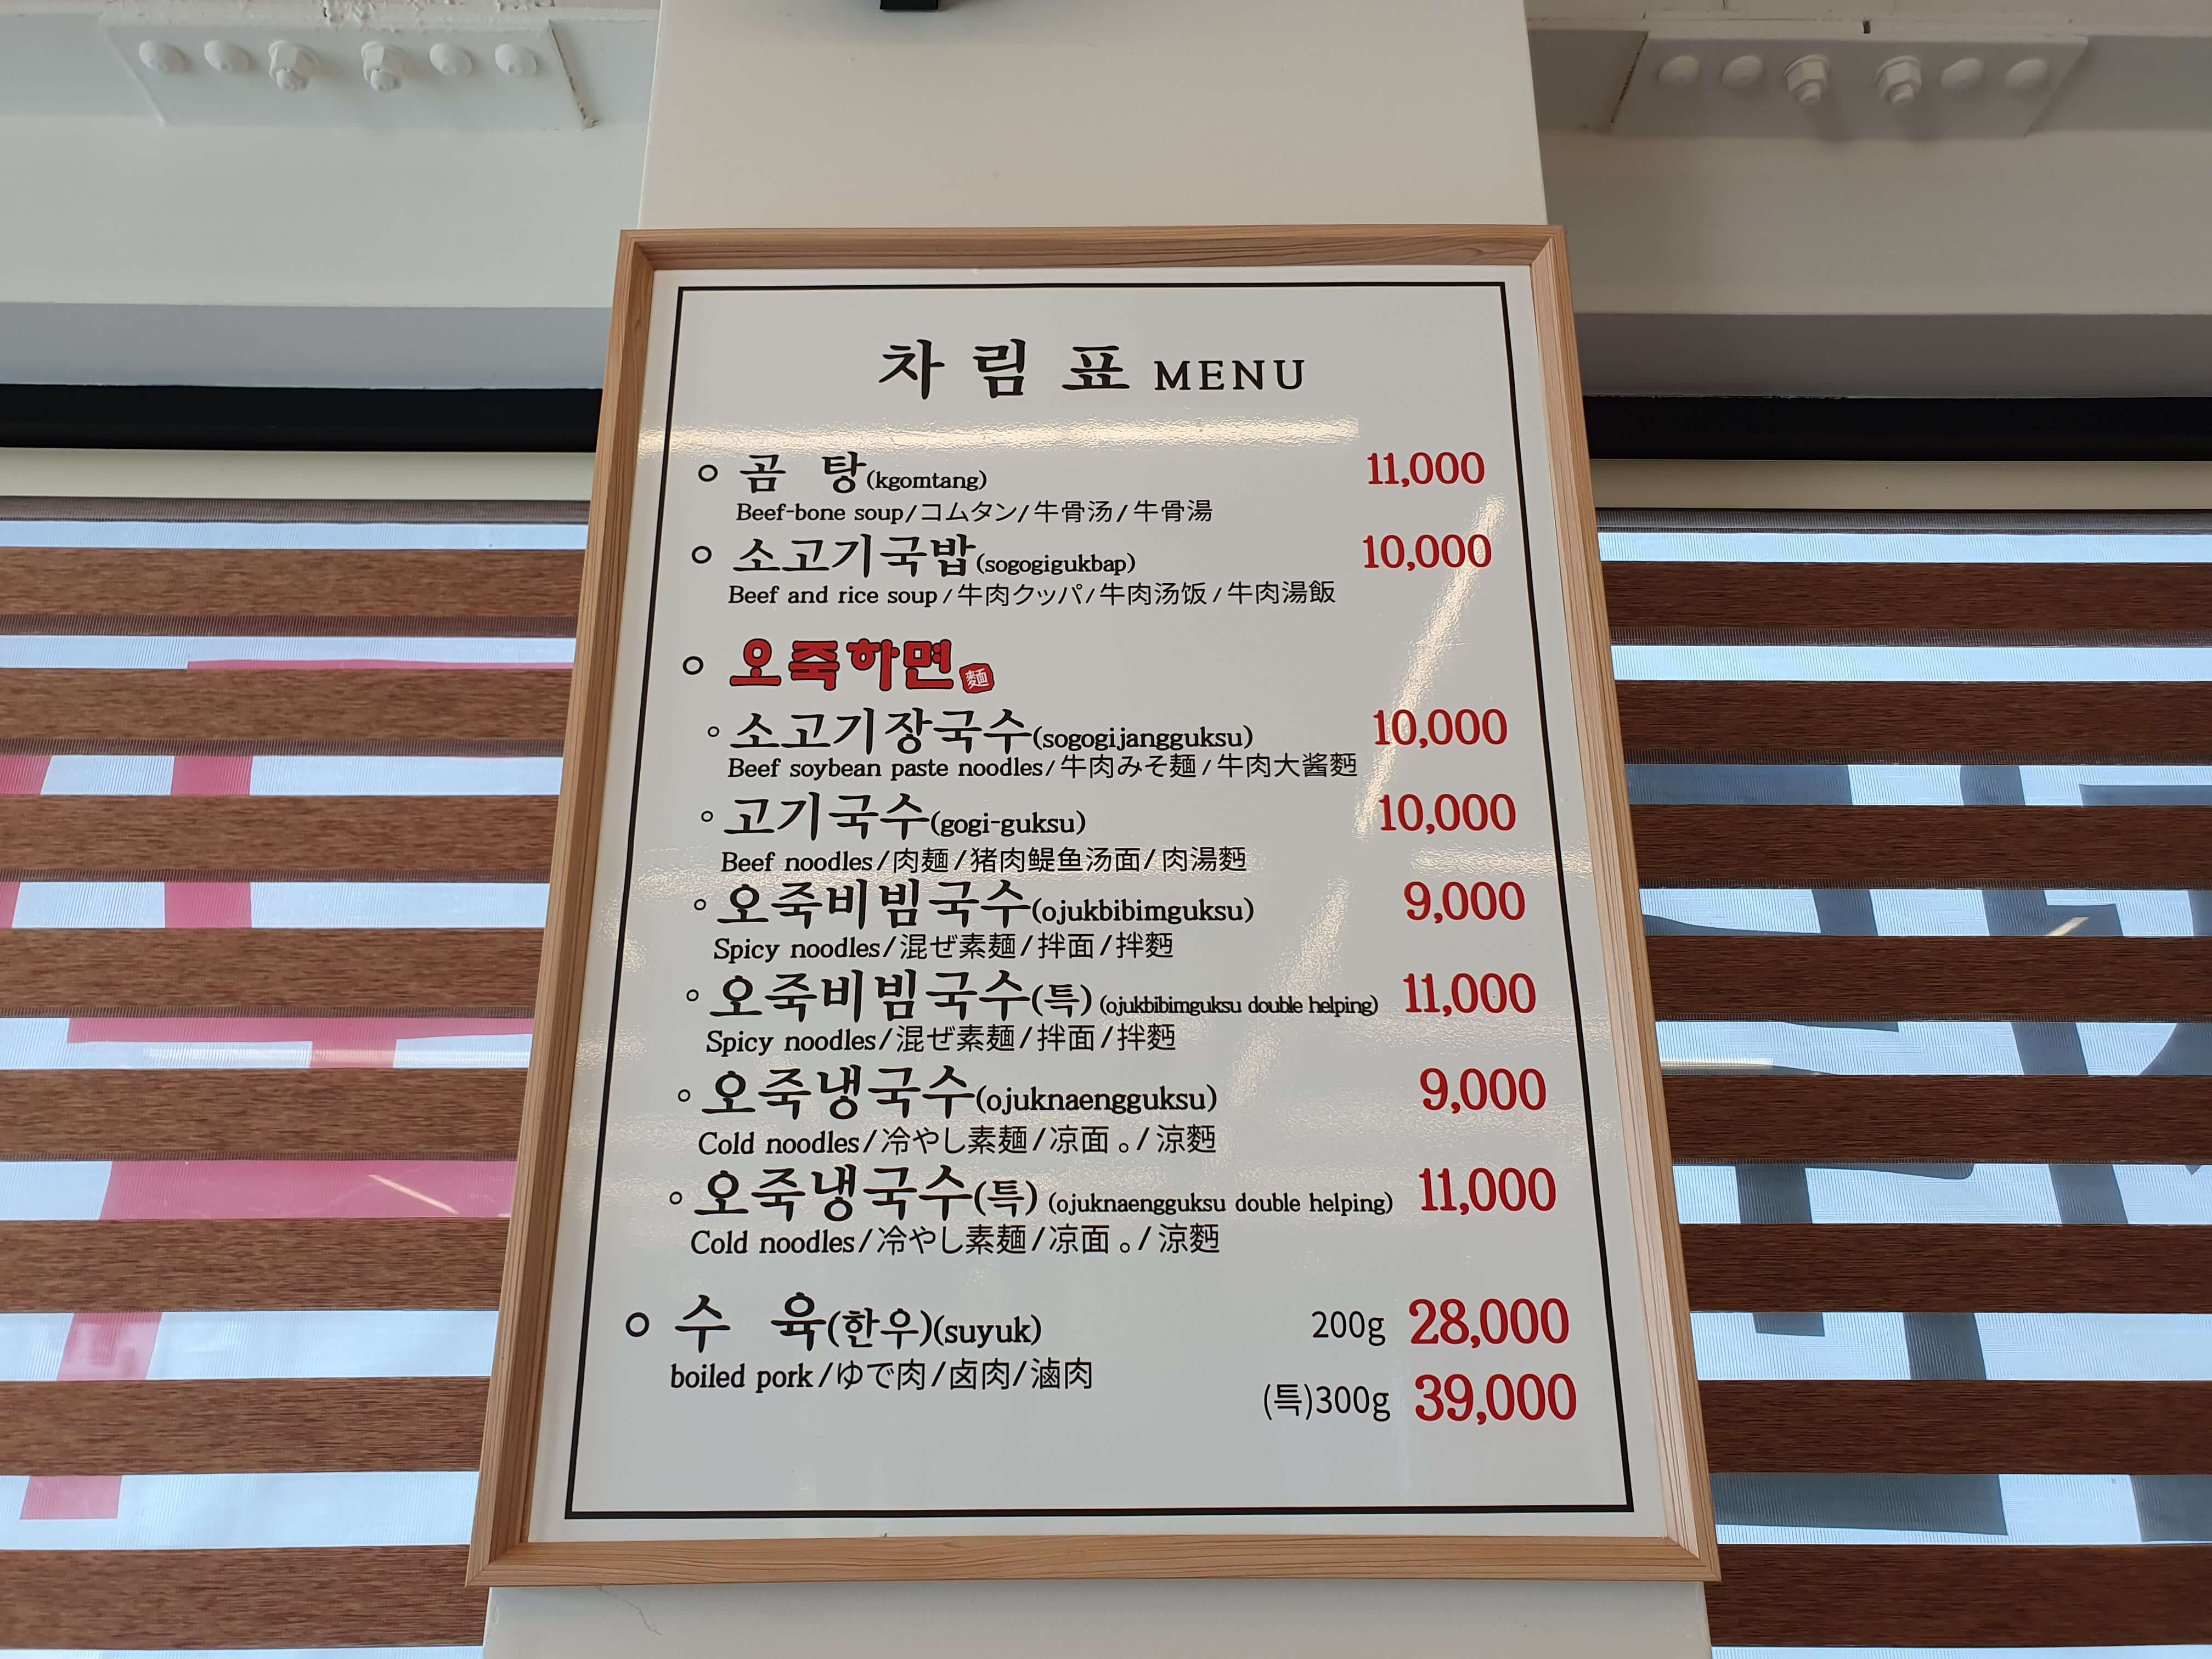 차 림 표 MENU
○ 곰 탕(kgomtang) 11,000
Beef-bone soup/コムタン/牛骨汤/牛骨湯
○ 소고기국밥(sogogigukbap) 10,000
Beef and rice soup/牛肉クッパ/牛肉汤饭/牛肉湯飯
○ 오죽하면 麵
○ 소고기장국수(sogogijangguksu) 10,000
Beef soybean paste noodles/牛肉みそ麺/牛肉大酱麪
○ 고기국수(gogi-guksu) 10,000
Beef noodles/肉麺/猪肉鳀鱼汤面/肉湯麪
○ 오죽비빔국수(ojukbibimguksu) 9,000
Spicy noodles/混ぜ素麺/拌面/拌麪
○ 오죽비빔국수(특) (ojukbibimguksu double helping) 11,000
Spicy noodles/混ぜ素麺/拌面/拌麪
○ 오죽냉국수(ojuknaengguksu) 9,000
Cold noodles/冷やし素麺/凉面 。/涼麪
○ 오죽냉국수(특) (ojuknaengguksu double helping) 11,000
Cold noodles/冷やし素麺/凉面 。/涼麪
○ 수 육(한우)(suyuk) 200g 28,000
boiled pork/ゆで肉/卤肉/滷肉
(특)300g 39,000